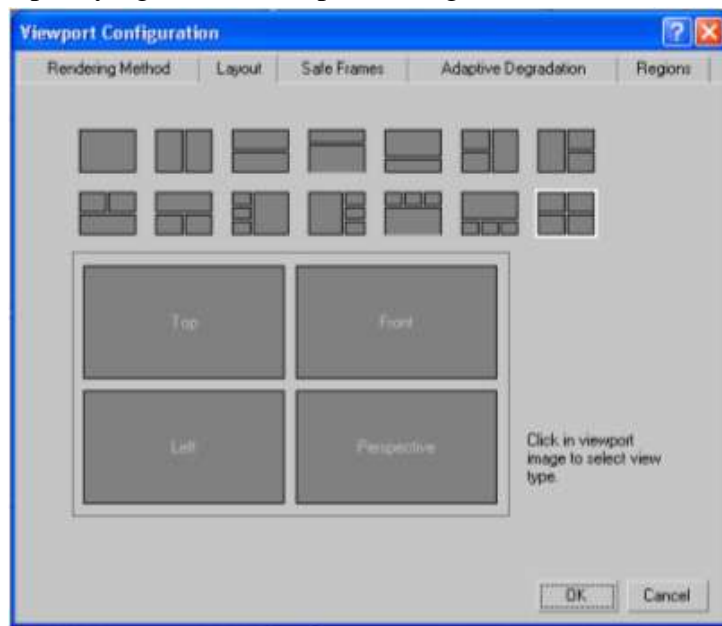 Viewport Configuration
Rendering Method Layout Safe Frames Adaptive Degradation Regions
Top Front
Left Perspective
Click in viewport
image to select view
type.
OK Cancel